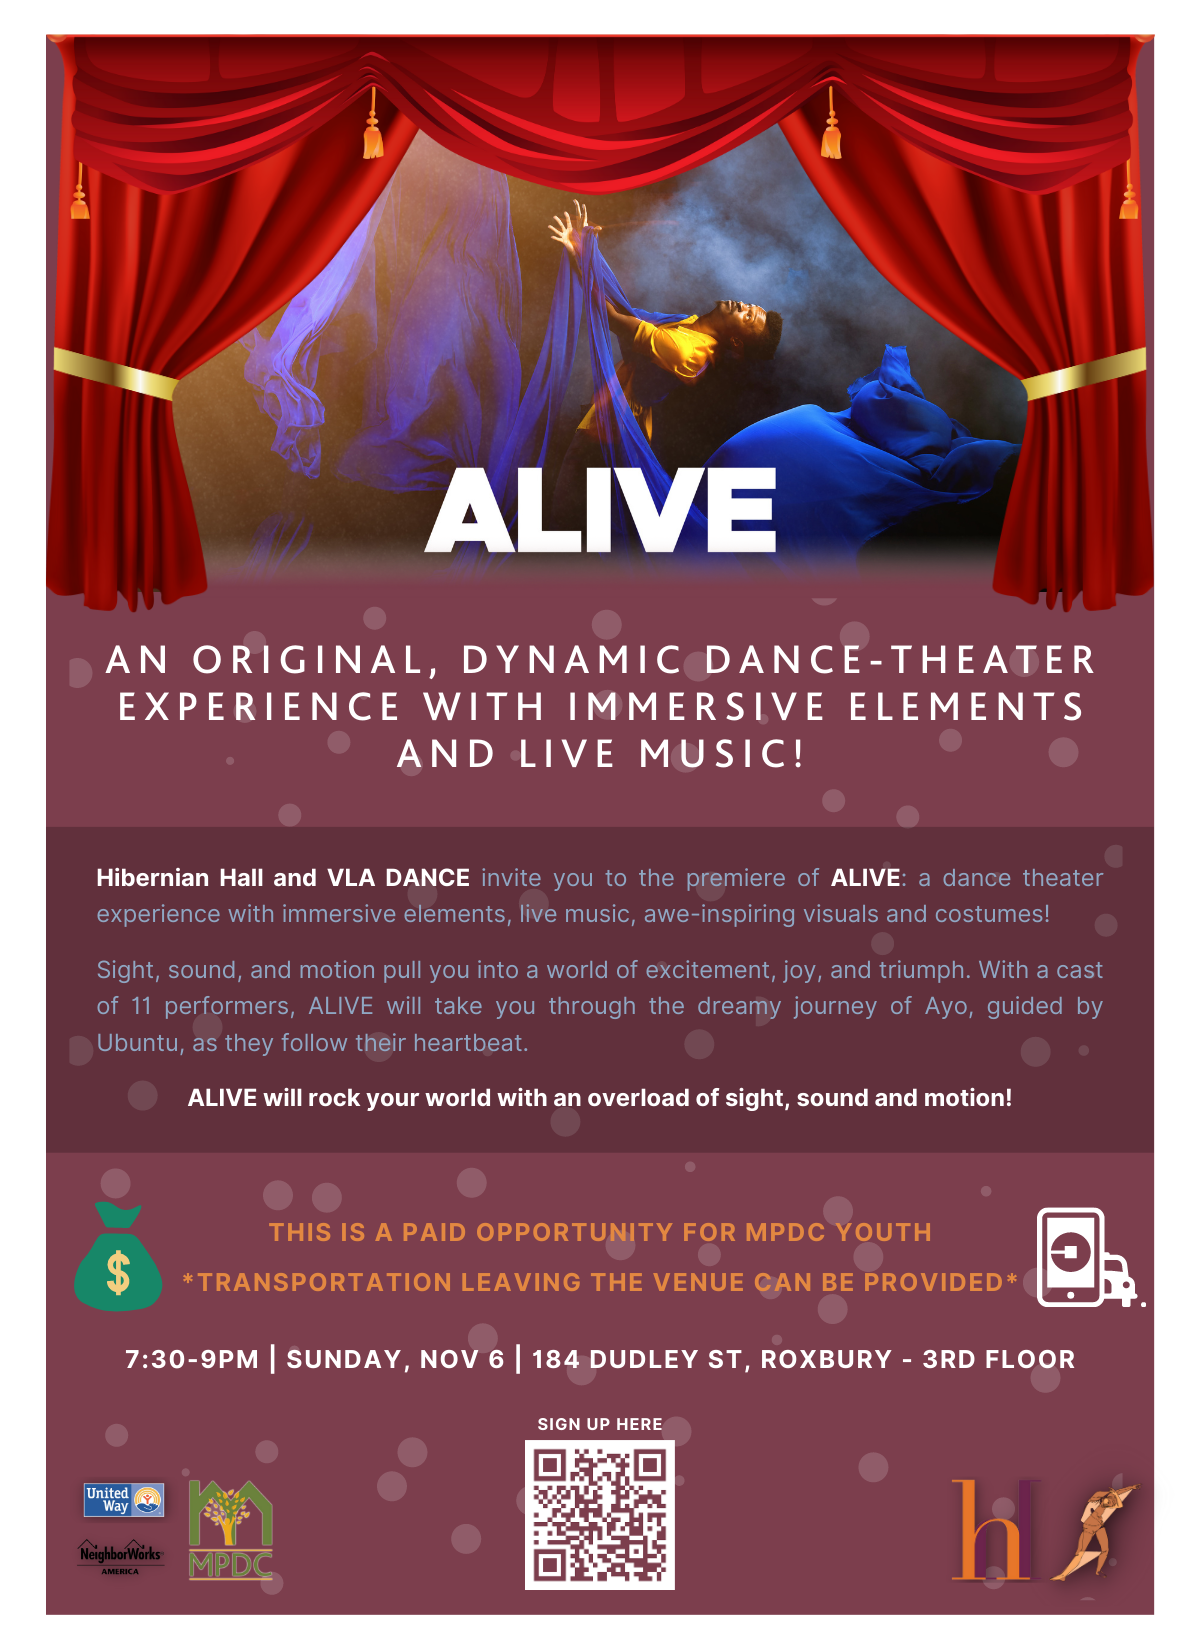 ALIVE
AN ORIGINAL, DYNAMIC DANCE-THEATER
EXPERIENCE WITH IMMERSIVE ELEMENTS
AND LIVE MUSIC!
Hibernian Hall and VLA DANCE invite you to the premiere of ALIVE: a dance theater
experience with immersive elements, live music, awe-inspiring visuals and costumes!
Sight, sound, and motion pull you into a world of excitement, joy, and triumph. With a cast
of 11 performers, ALIVE will take you through the dreamy journey of Ayo, guided by
Ubuntu, as they follow their heartbeat.
ALIVE will rock your world with an overload of sight, sound and motion!
$
THIS IS A PAID OPPORTUNITY FOR MPDC YOUTH
*TRANSPORTATION LEAVING THE VENUE CAN BE PROVIDED*
7:30-9PM | SUNDAY, NOV 6 | 184 DUDLEY ST, ROXBURY - 3RD FLOOR
SIGN UP HERE
United
Way
NeighborWorks
AMERICA
MPDC
hh